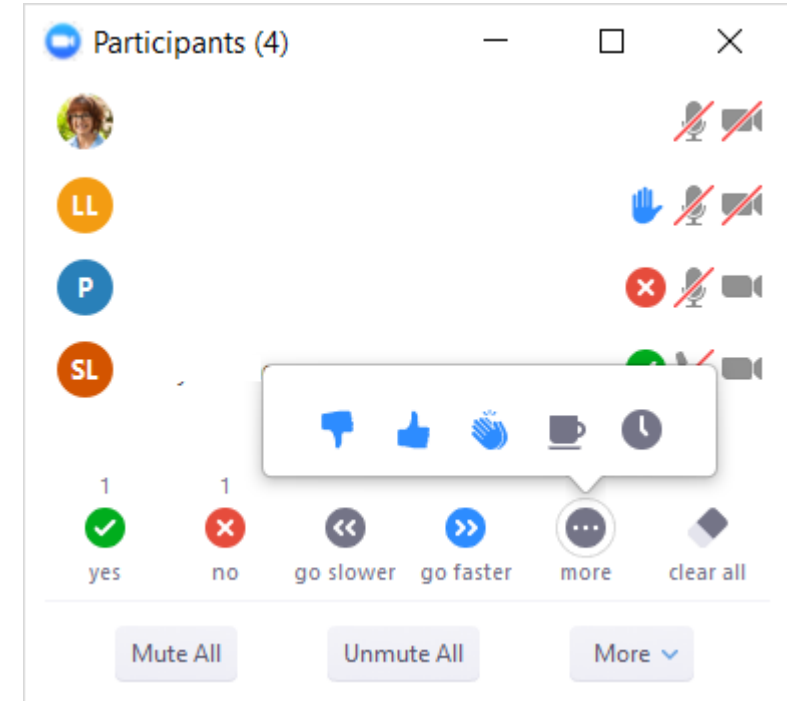 Participants (4)
LL
P
SL
1 1
yes no go slower go faster more clear all
Mute All Unmute All More